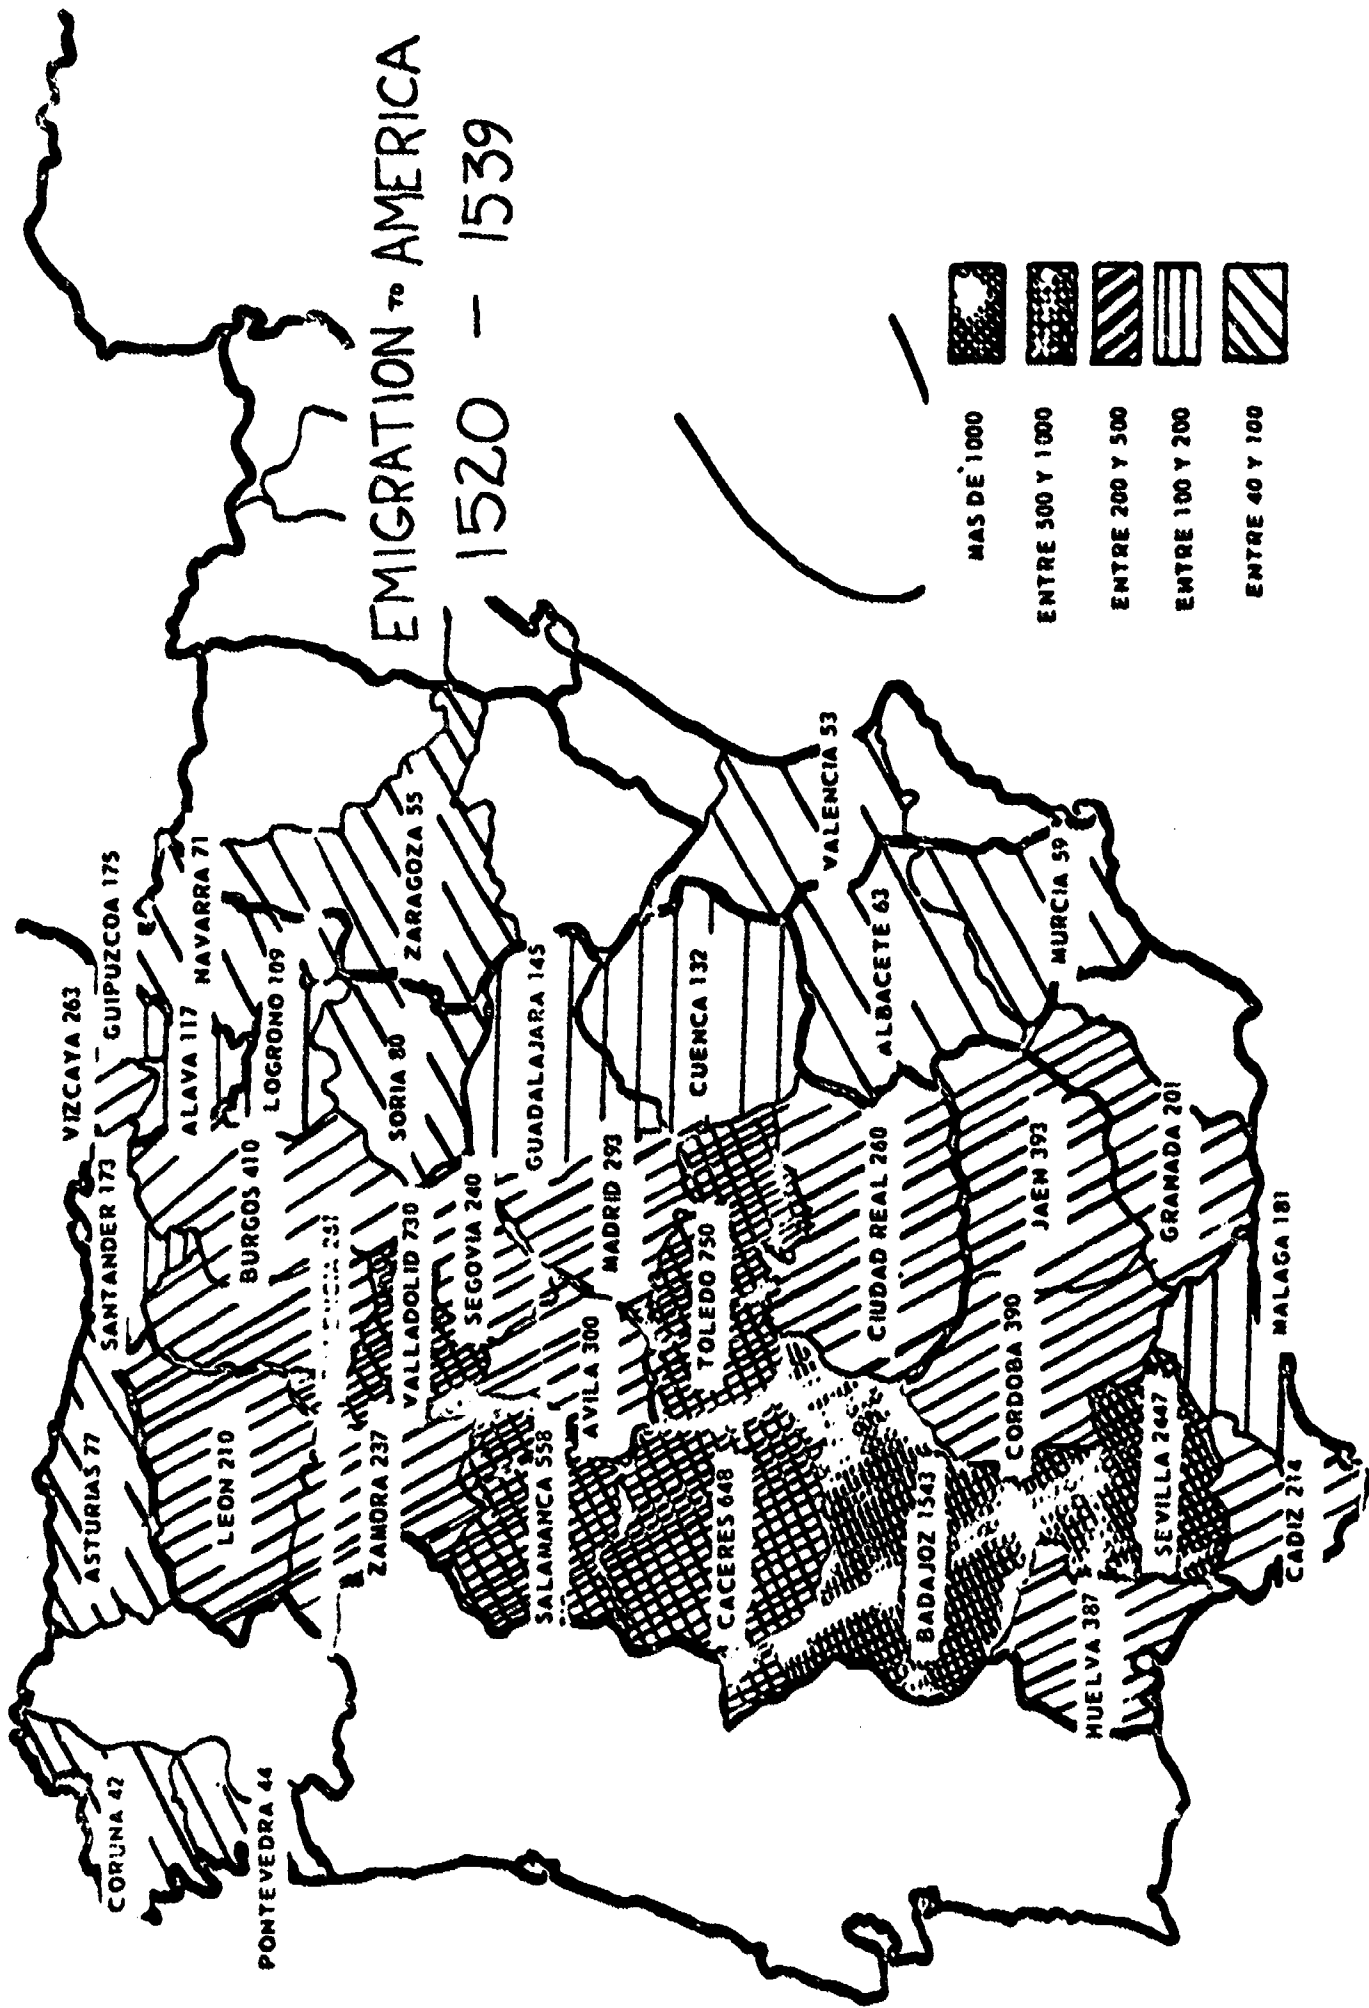 EMIGRATION TO AMERICA
1520 - 1539
CORUNA 42
PONTEVEDRA 44
ASTURIAS 77
LEON 210
SANTANDER 173
VIZCAYA 263
GUIPUZCOA 175
ALAVA 117
NAVARRA 71
LOGRONO 109
BURGOS 410
ZAMORA 237
VALLADOLID 730
SORIA 80
ZARAGOZA 55
SEGOVIA 240
GUADALAJARA 145
SALAMANCA 558
AVILA 300
MADRID 293
CUENCA 132
CACERES 648
TOLEDO 750
VALENCIA 53
BADAJOZ 1543
CIUDAD REAL 260
ALBACETE 63
CORDOBA 390
JAEN 393
MURCIA 59
HUELVA 387
SEVILLA 2647
GRANADA 201
CADIZ 214
MALAGA 181
MAS DE 1000
ENTRE 500 Y 1000
ENTRE 200 Y 500
ENTRE 100 Y 200
ENTRE 40 Y 100